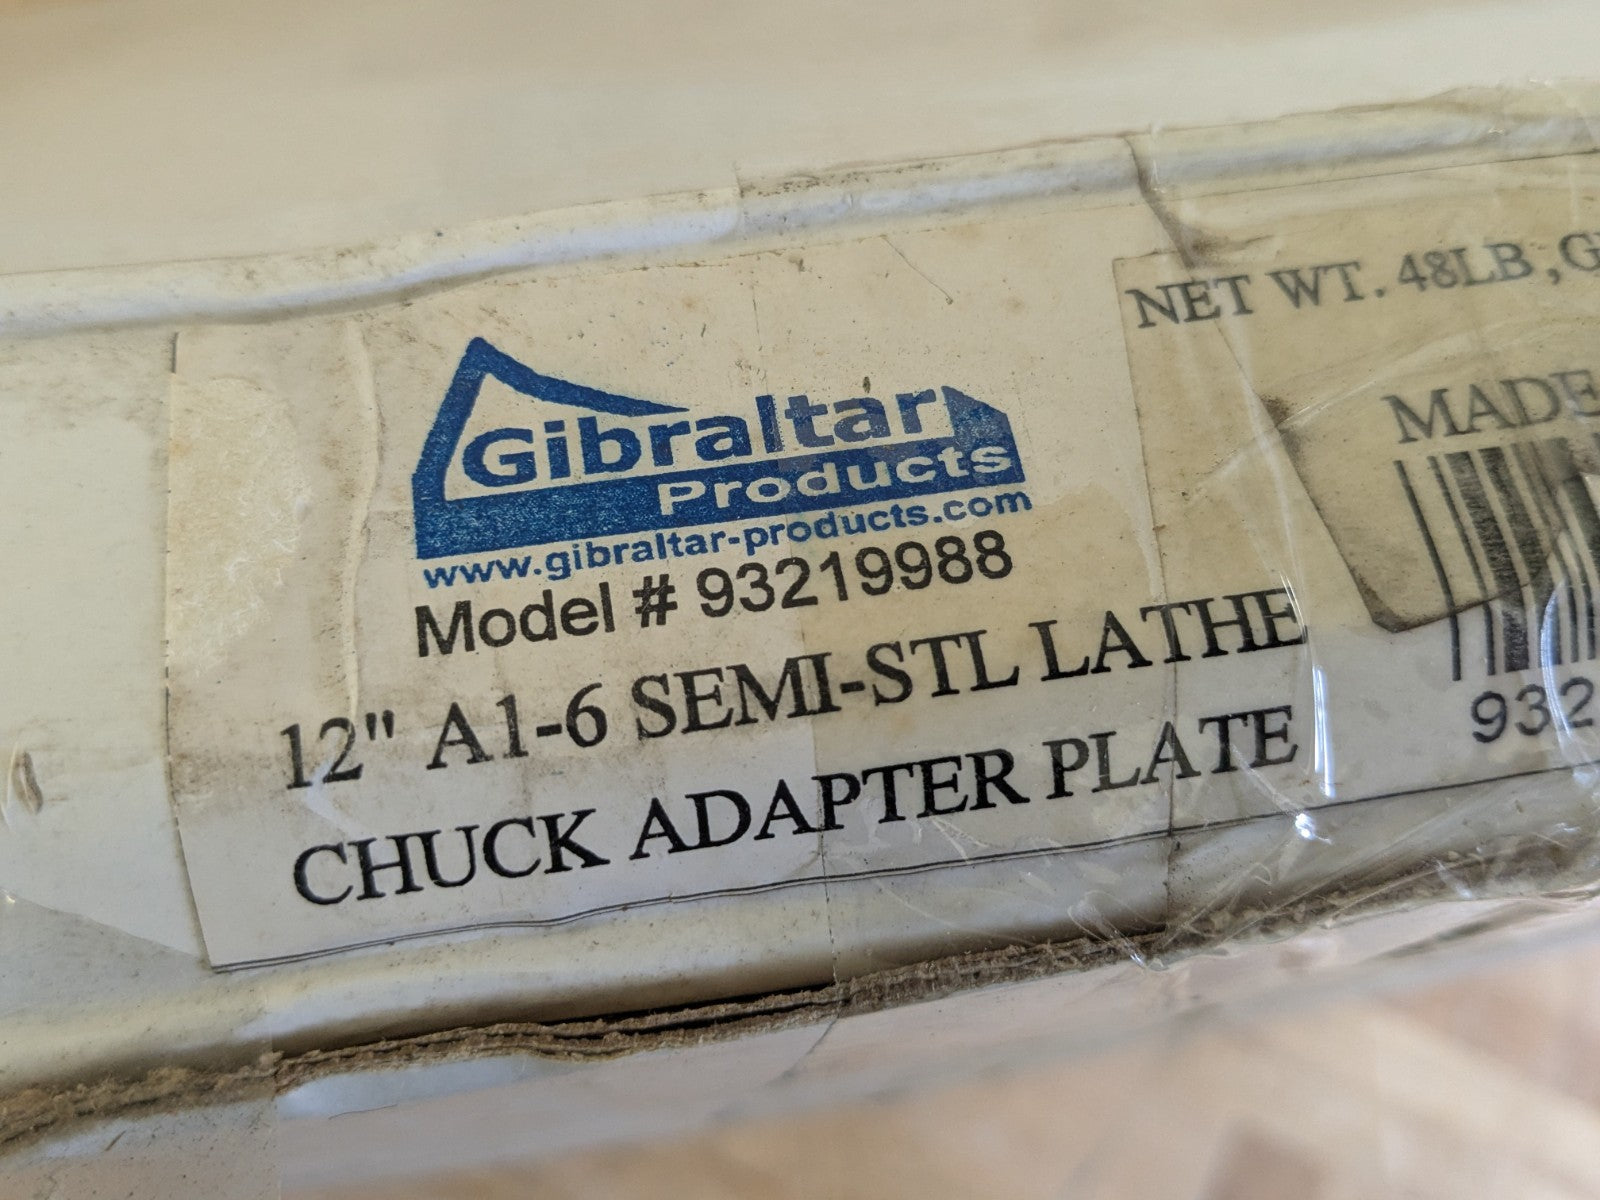 Gibraltar
Products
www.gibraltar-products.com
Model # 93219988
12" A1-6 SEMI-STL LATHE
CHUCK ADAPTER PLATE
NET WT. 48LB ,G
MADE
932